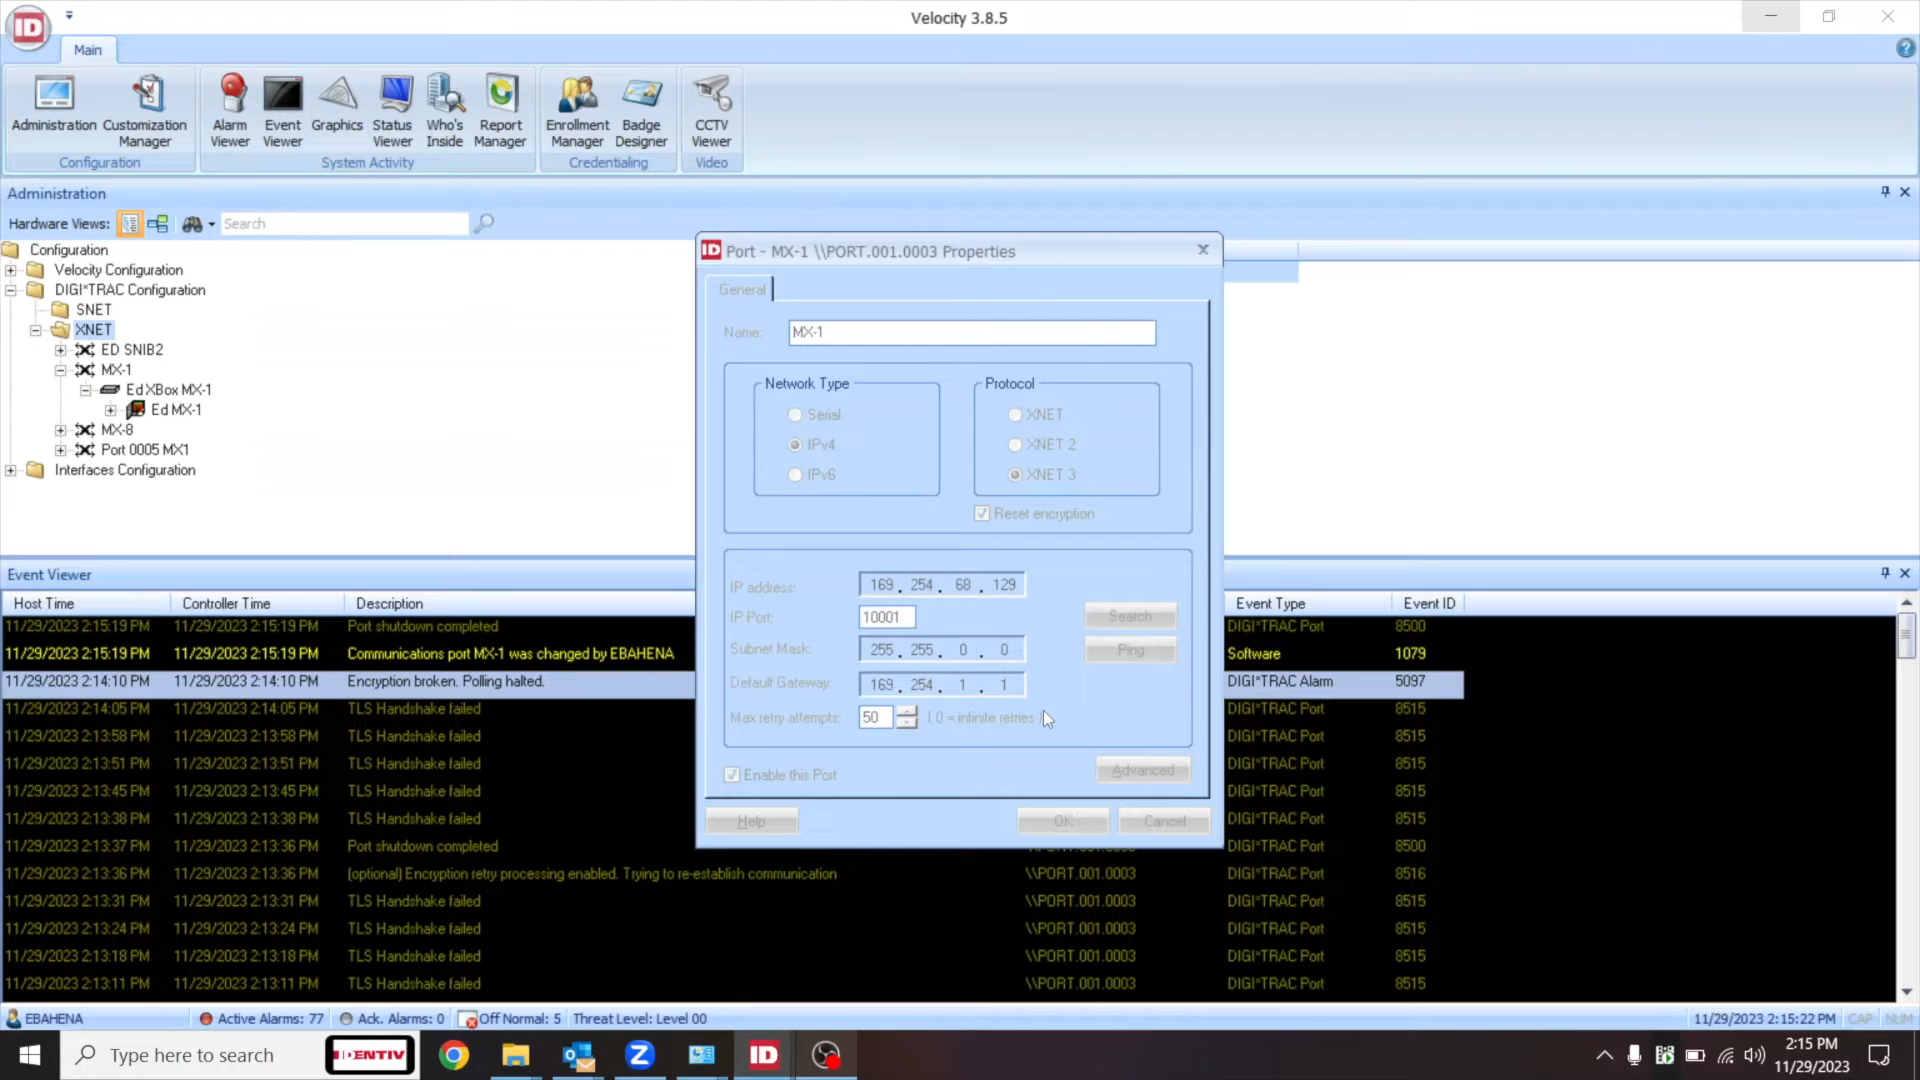 Velocity 3.8.5
ID
Main
Administration
Customization Manager
Alarm Viewer
Event Viewer
Graphics
Status Viewer
Who's Inside
Report Manager
Enrollment Manager
Badge Designer
CCTV Viewer
Configuration
System Activity
Credentialing
Video
Administration
Hardware Views:
Search
Configuration
Velocity Configuration
DIGI*TRAC Configuration
SNET
XNET
ED SNIB2
MX-1
Ed XBox MX-1
Ed MX-1
MX-8
Port 0005 MX1
Interfaces Configuration
ID Port - MX-1 \\PORT.001.0003 Properties
General
Name: MX-1
Network Type
Serial
IPv4
IPv6
Protocol
XNET
XNET 2
XNET 3
Reset encryption
IP address: 169 . 254 . 68 . 129
IP Port: 10001
Search
Subnet Mask: 255 . 255 . 0 . 0
Ping
Default Gateway: 169 . 254 . 1 . 1
Max retry attempts: 50 ( 0 = infinite retries )
Enable this Port
Advanced
Help
OK
Cancel
Event Viewer
Host Time Controller Time Description Event Type Event ID
11/29/2023 2:15:19 PM 11/29/2023 2:15:19 PM Port shutdown completed DIGI*TRAC Port 8500
11/29/2023 2:15:19 PM 11/29/2023 2:15:19 PM Communications port MX-1 was changed by EBAHENA Software 1079
11/29/2023 2:14:10 PM 11/29/2023 2:14:10 PM Encryption broken. Polling halted. DIGI*TRAC Alarm 5097
11/29/2023 2:14:05 PM 11/29/2023 2:14:05 PM TLS Handshake failed DIGI*TRAC Port 8515
11/29/2023 2:13:58 PM 11/29/2023 2:13:58 PM TLS Handshake failed DIGI*TRAC Port 8515
11/29/2023 2:13:51 PM 11/29/2023 2:13:51 PM TLS Handshake failed DIGI*TRAC Port 8515
11/29/2023 2:13:45 PM 11/29/2023 2:13:45 PM TLS Handshake failed DIGI*TRAC Port 8515
11/29/2023 2:13:38 PM 11/29/2023 2:13:38 PM TLS Handshake failed DIGI*TRAC Port 8515
11/29/2023 2:13:37 PM 11/29/2023 2:13:37 PM Port shutdown completed DIGI*TRAC Port 8500
11/29/2023 2:13:36 PM 11/29/2023 2:13:36 PM (optional) Encryption retry processing enabled. Trying to re-establish communication \\PORT.001.0003 DIGI*TRAC Port 8516
11/29/2023 2:13:31 PM 11/29/2023 2:13:31 PM TLS Handshake failed \\PORT.001.0003 DIGI*TRAC Port 8515
11/29/2023 2:13:24 PM 11/29/2023 2:13:24 PM TLS Handshake failed \\PORT.001.0003 DIGI*TRAC Port 8515
11/29/2023 2:13:18 PM 11/29/2023 2:13:18 PM TLS Handshake failed \\PORT.001.0003 DIGI*TRAC Port 8515
11/29/2023 2:13:11 PM 11/29/2023 2:13:11 PM TLS Handshake failed \\PORT.001.0003 DIGI*TRAC Port 8515
EBAHENA Active Alarms: 77 Ack. Alarms: 0 Off Normal: 5 Threat Level: Level 00 11/29/2023 2:15:22 PM CAP NUM
Type here to search
IDENTIV
ID
2:15 PM
11/29/2023